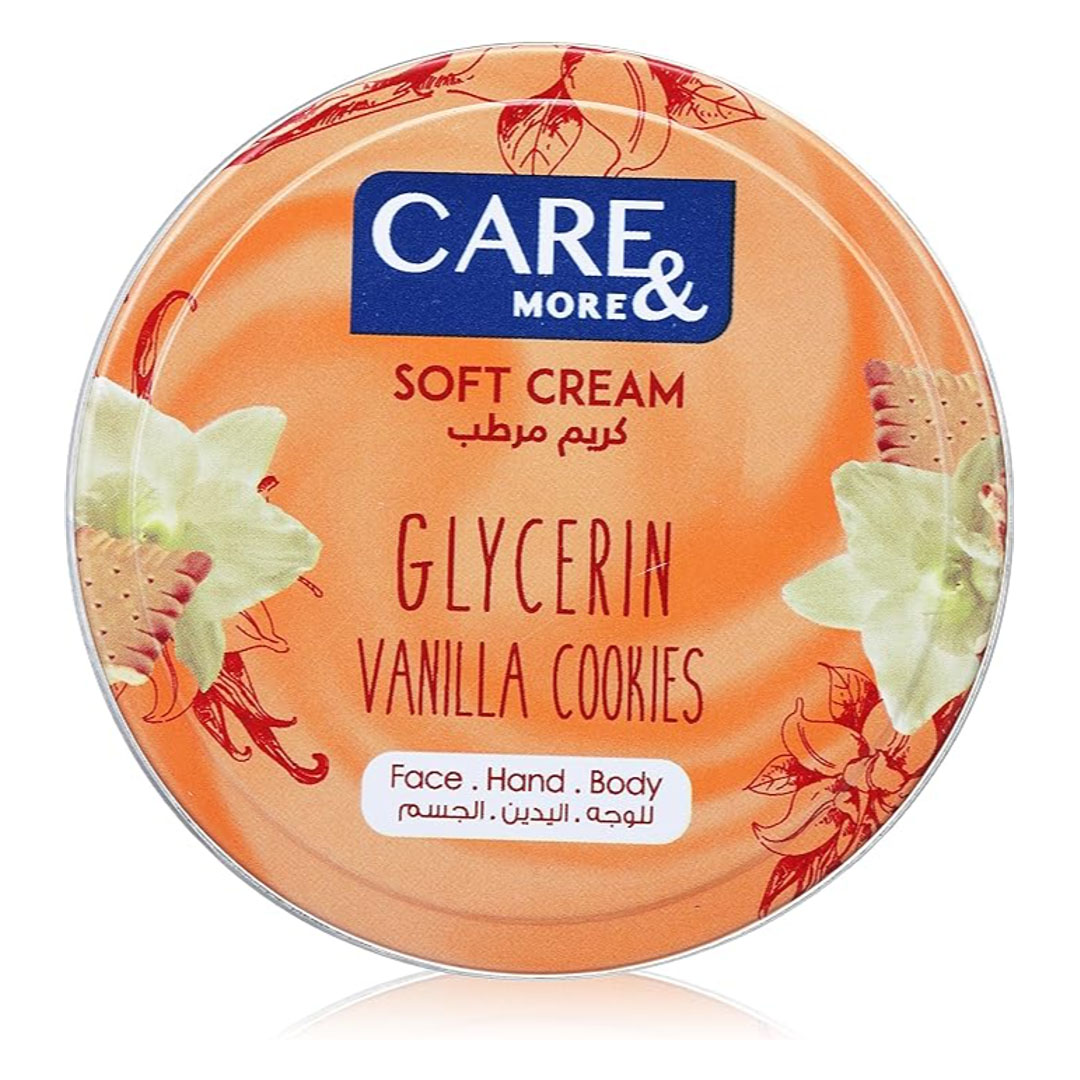 CARE
& MORE
SOFT CREAM
كريم مرطب
GLYCERIN
VANILLA COOKIES
Face . Hand . Body
للوجه . اليدين . الجسم